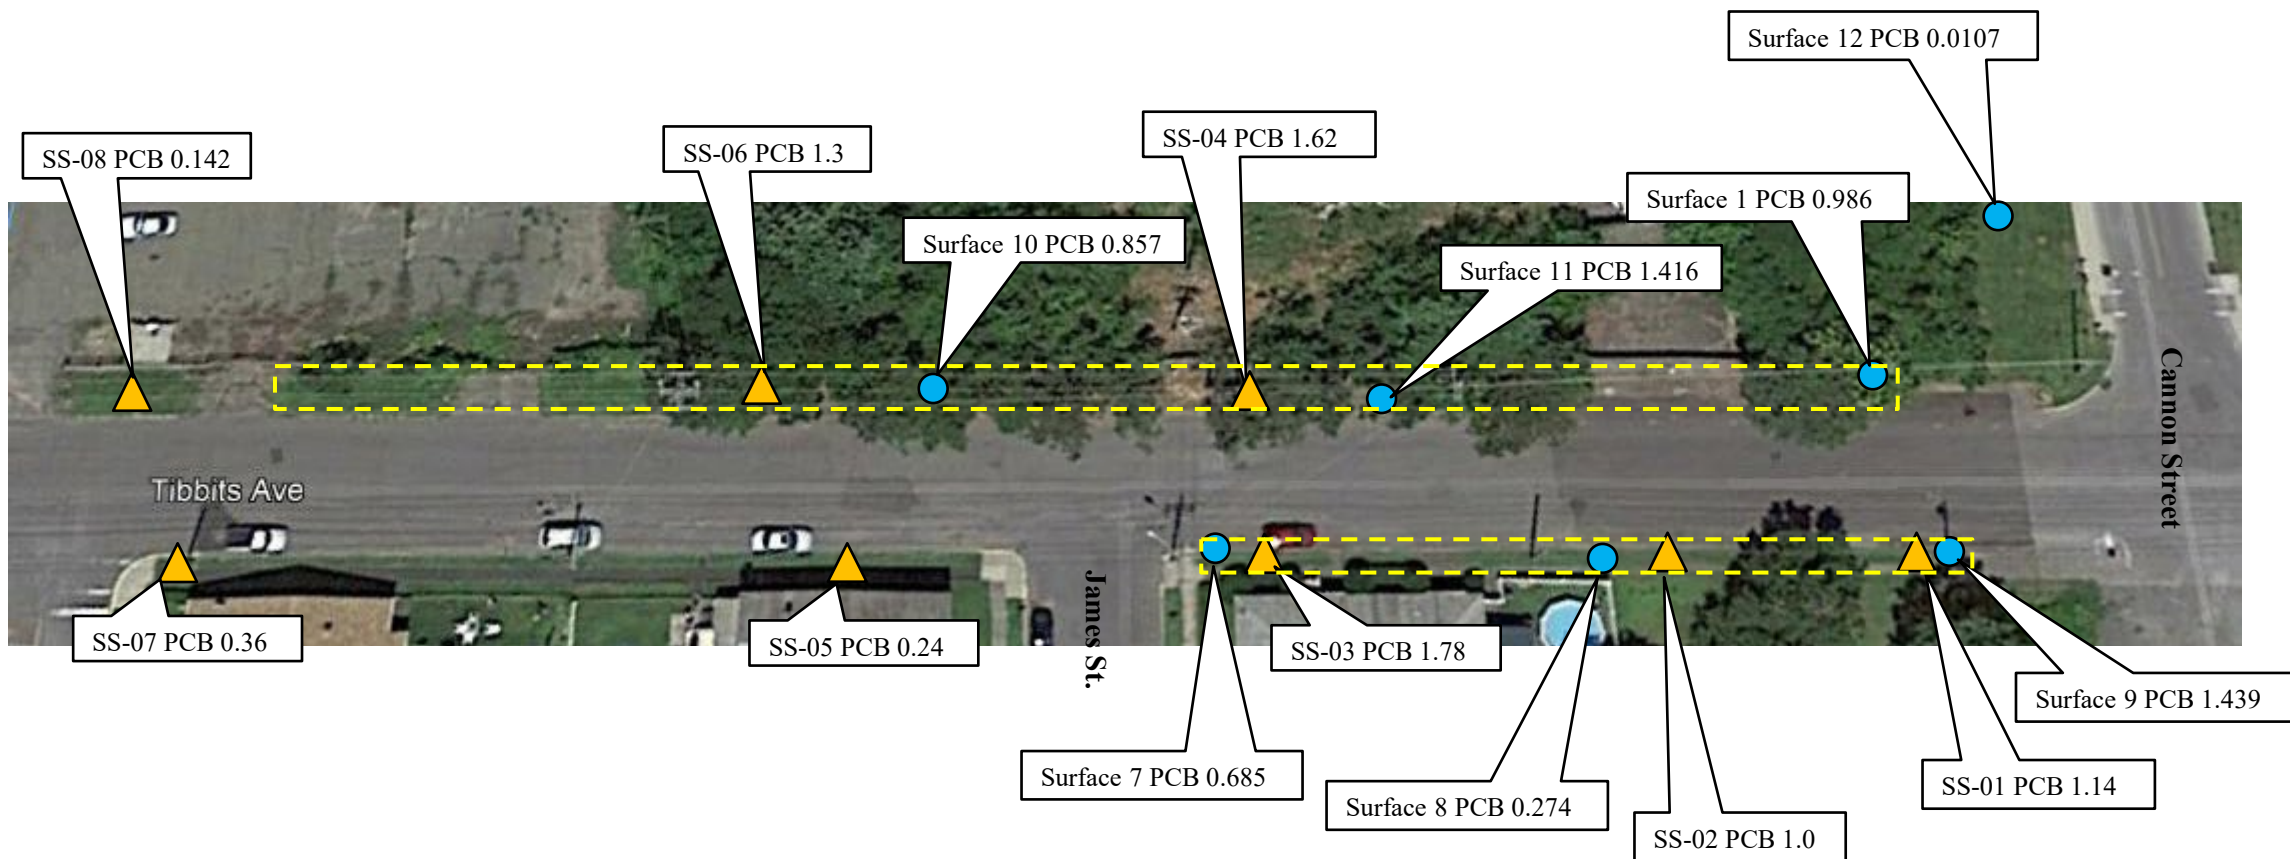 Surface 12 PCB 0.0107
SS-08 PCB 0.142
SS-06 PCB 1.3
SS-04 PCB 1.62
Surface 1 PCB 0.986
Surface 10 PCB 0.857
Surface 11 PCB 1.416
Cannon Street
Tibbits Ave
James St.
SS-07 PCB 0.36
SS-05 PCB 0.24
SS-03 PCB 1.78
Surface 9 PCB 1.439
Surface 7 PCB 0.685
Surface 8 PCB 0.274
SS-01 PCB 1.14
SS-02 PCB 1.0